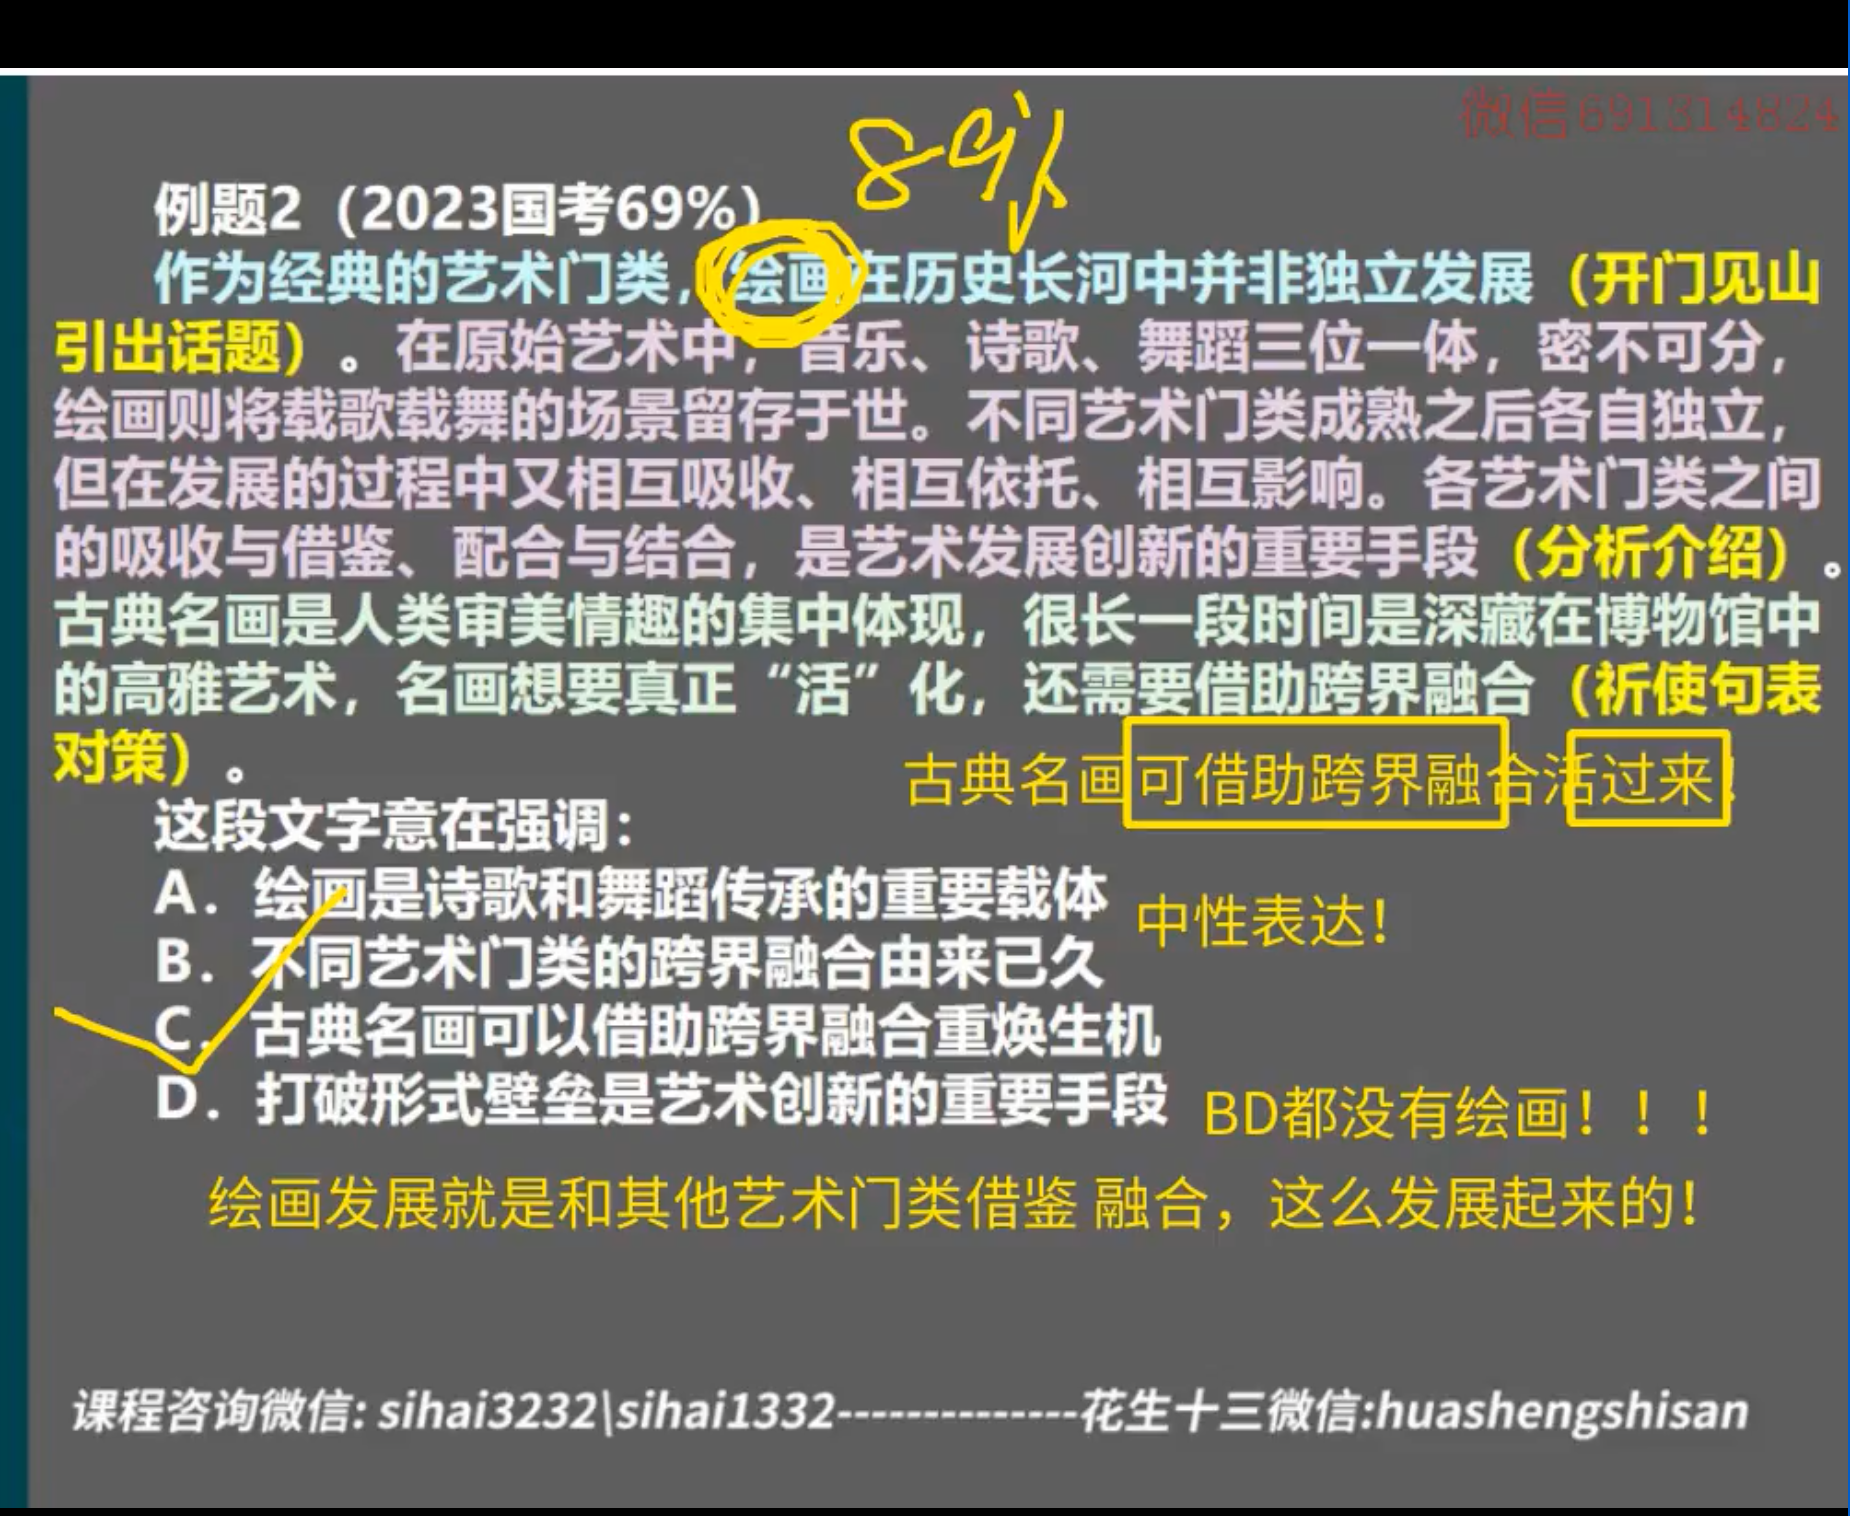 微信691314824
89%
例题2（2023国考69%）
作为经典的艺术门类，绘画在历史长河中并非独立发展（开门见山
引出话题）。在原始艺术中，音乐、诗歌、舞蹈三位一体，密不可分，
绘画则将载歌载舞的场景留存于世。不同艺术门类成熟之后各自独立，
但在发展的过程中又相互吸收、相互依托、相互影响。各艺术门类之间
的吸收与借鉴、配合与结合，是艺术发展创新的重要手段（分析介绍）。
古典名画是人类审美情趣的集中体现，很长一段时间是深藏在博物馆中
的高雅艺术，名画想要真正“活”化，还需要借助跨界融合（祈使句表
对策）。
古典名画可借助跨界融合活过来！
这段文字意在强调：
A．绘画是诗歌和舞蹈传承的重要载体
中性表达！
B．不同艺术门类的跨界融合由来已久
C．古典名画可以借助跨界融合重焕生机
D．打破形式壁垒是艺术创新的重要手段
BD都没有绘画！！！
绘画发展就是和其他艺术门类借鉴 融合，这么发展起来的！
课程咨询微信: sihai3232\sihai1332--------------花生十三微信:huashengshisan